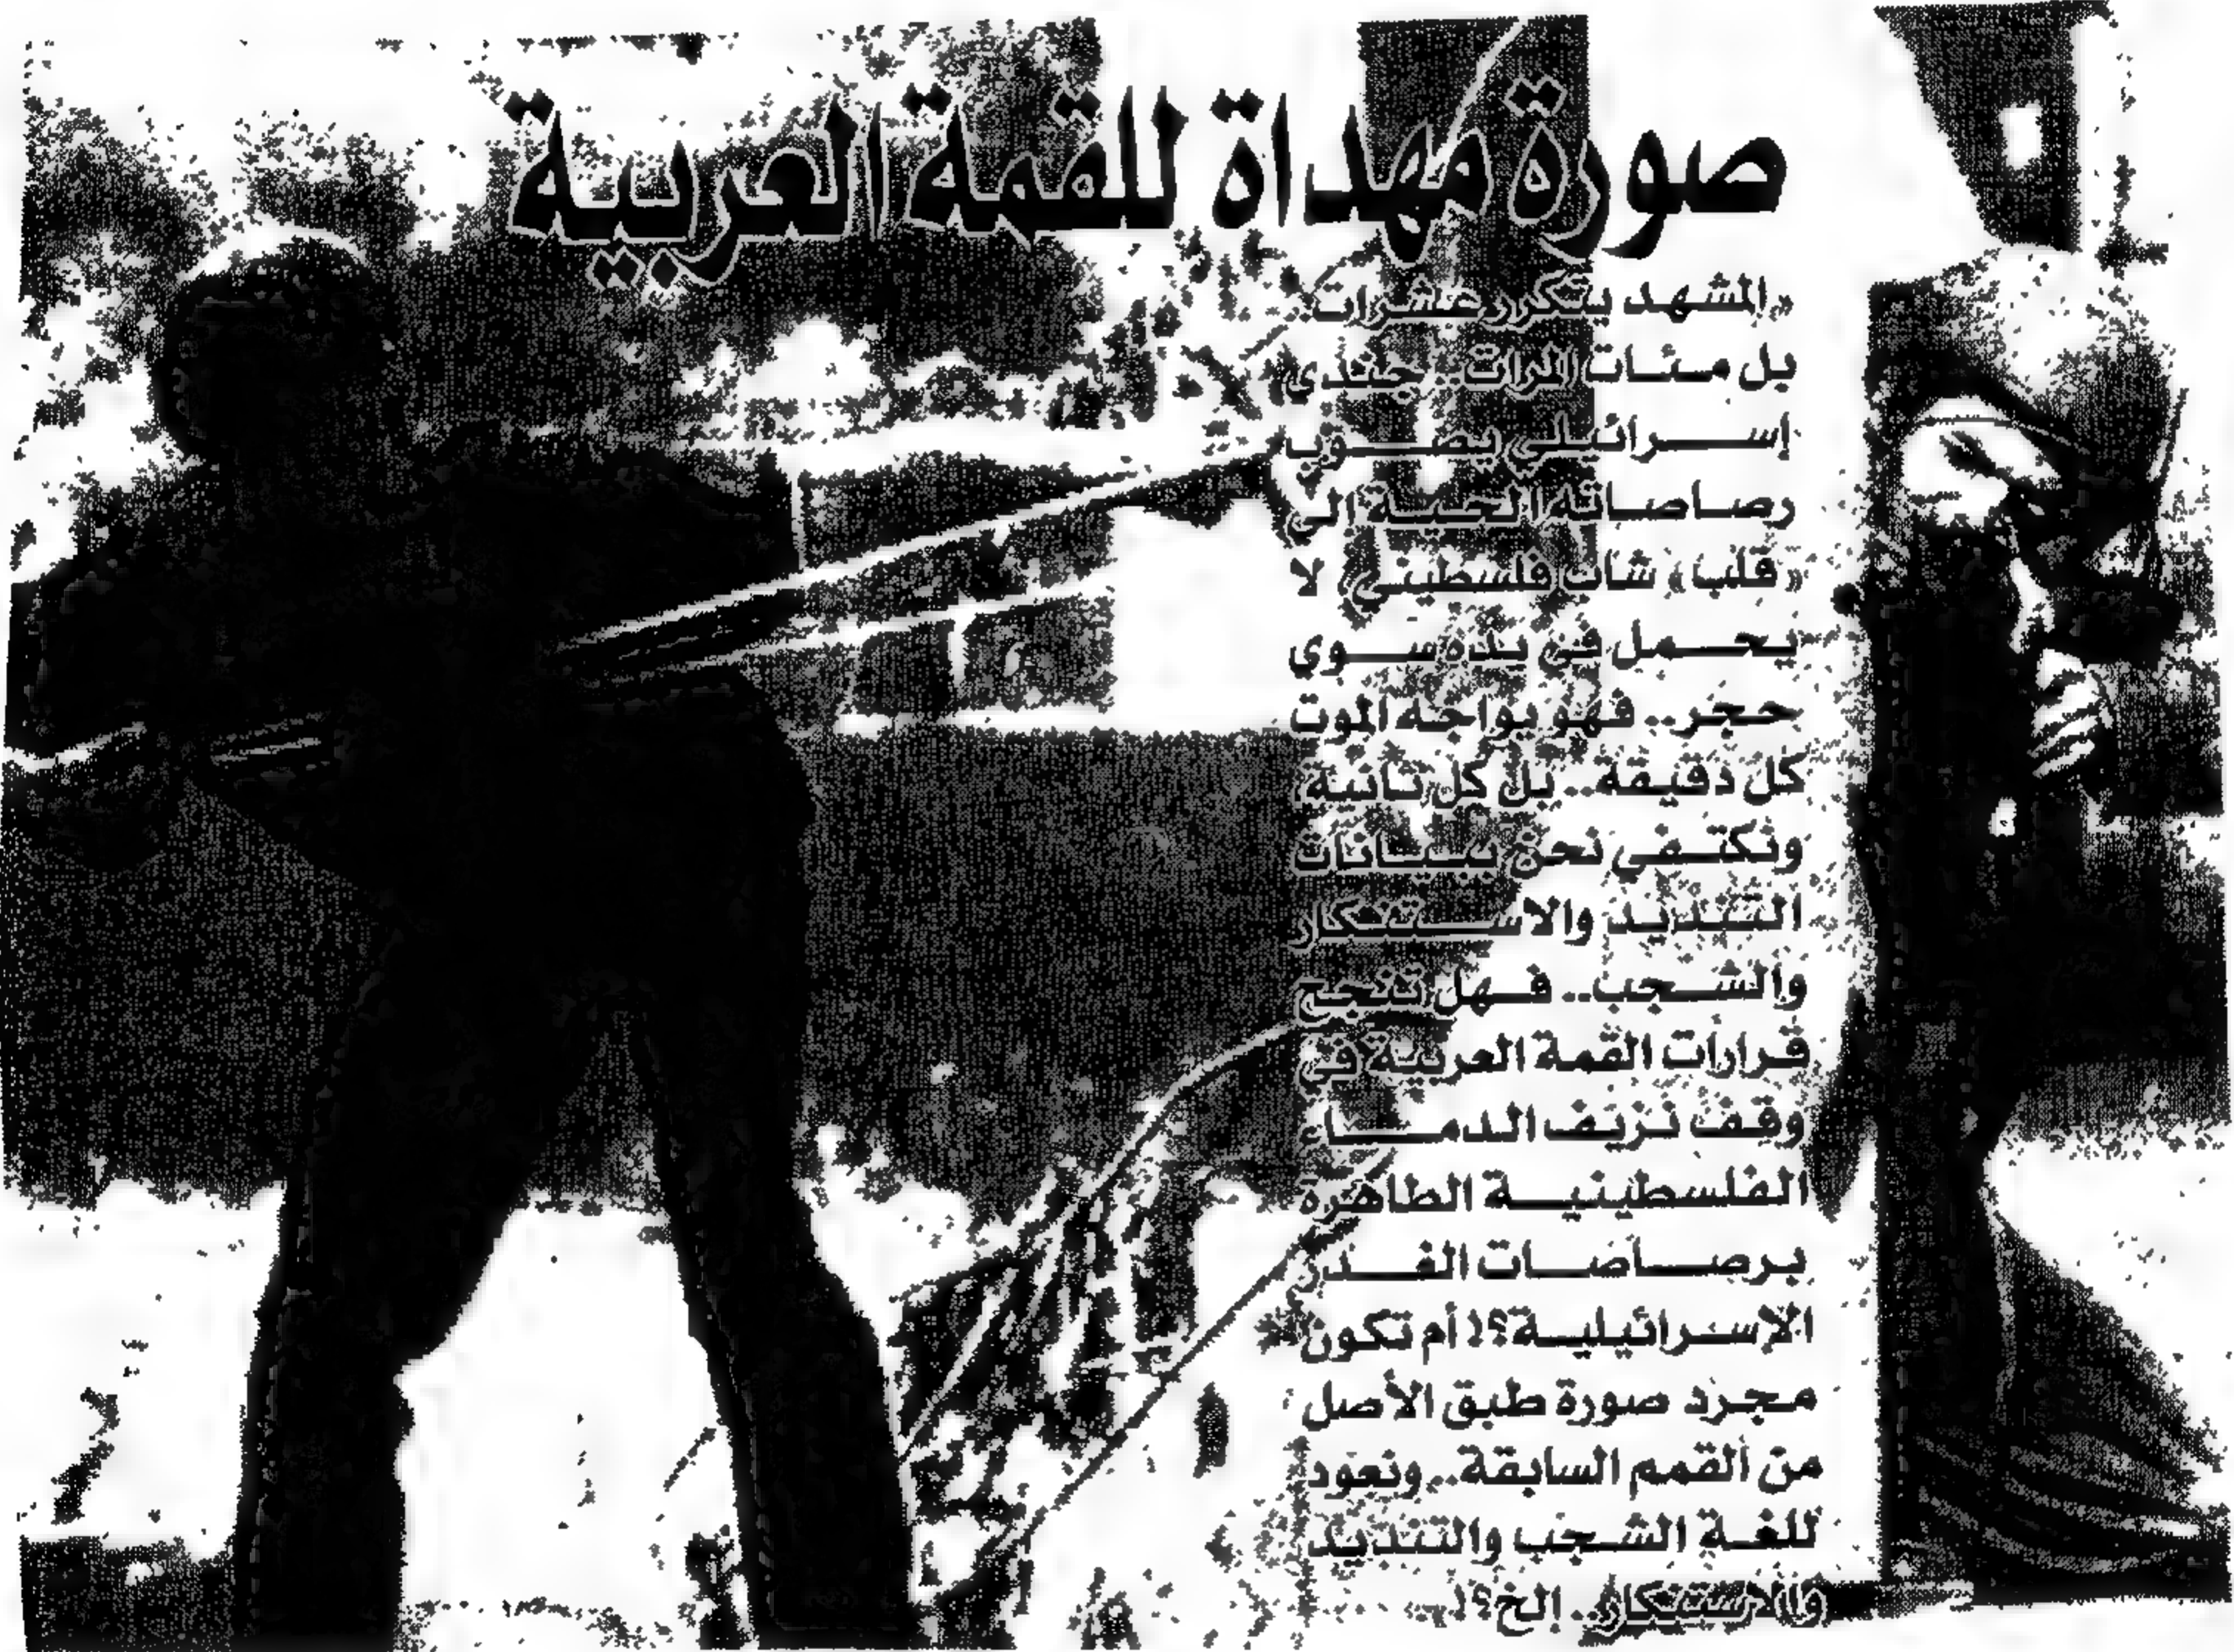 صورة مهداة للقمة العربية
«المشهد يتكرر عشرات..
بل مئات المرات.. جندي
إسرائيلي يصوب
رصاصاته الحية الى
«قلب» شاب فلسطيني لا
يحمل في يده سوي
حجر.. فهو يواجه الموت
كل دقيقة.. بل كل ثانية
ونكتفي نحن ببيانات
التنديد والاستنكار
والشجب.. فهل تنجح
قرارات القمة العربية في
وقف نزيف الدماء
الفلسطينية الطاهرة
برصاصات الغدر
الإسرائيلية؟! أم تكون
مجرد صورة طبق الأصل
من القمم السابقة.. ونعود
للغة الشجب والتنديد
والاستنكار.. الخ؟!